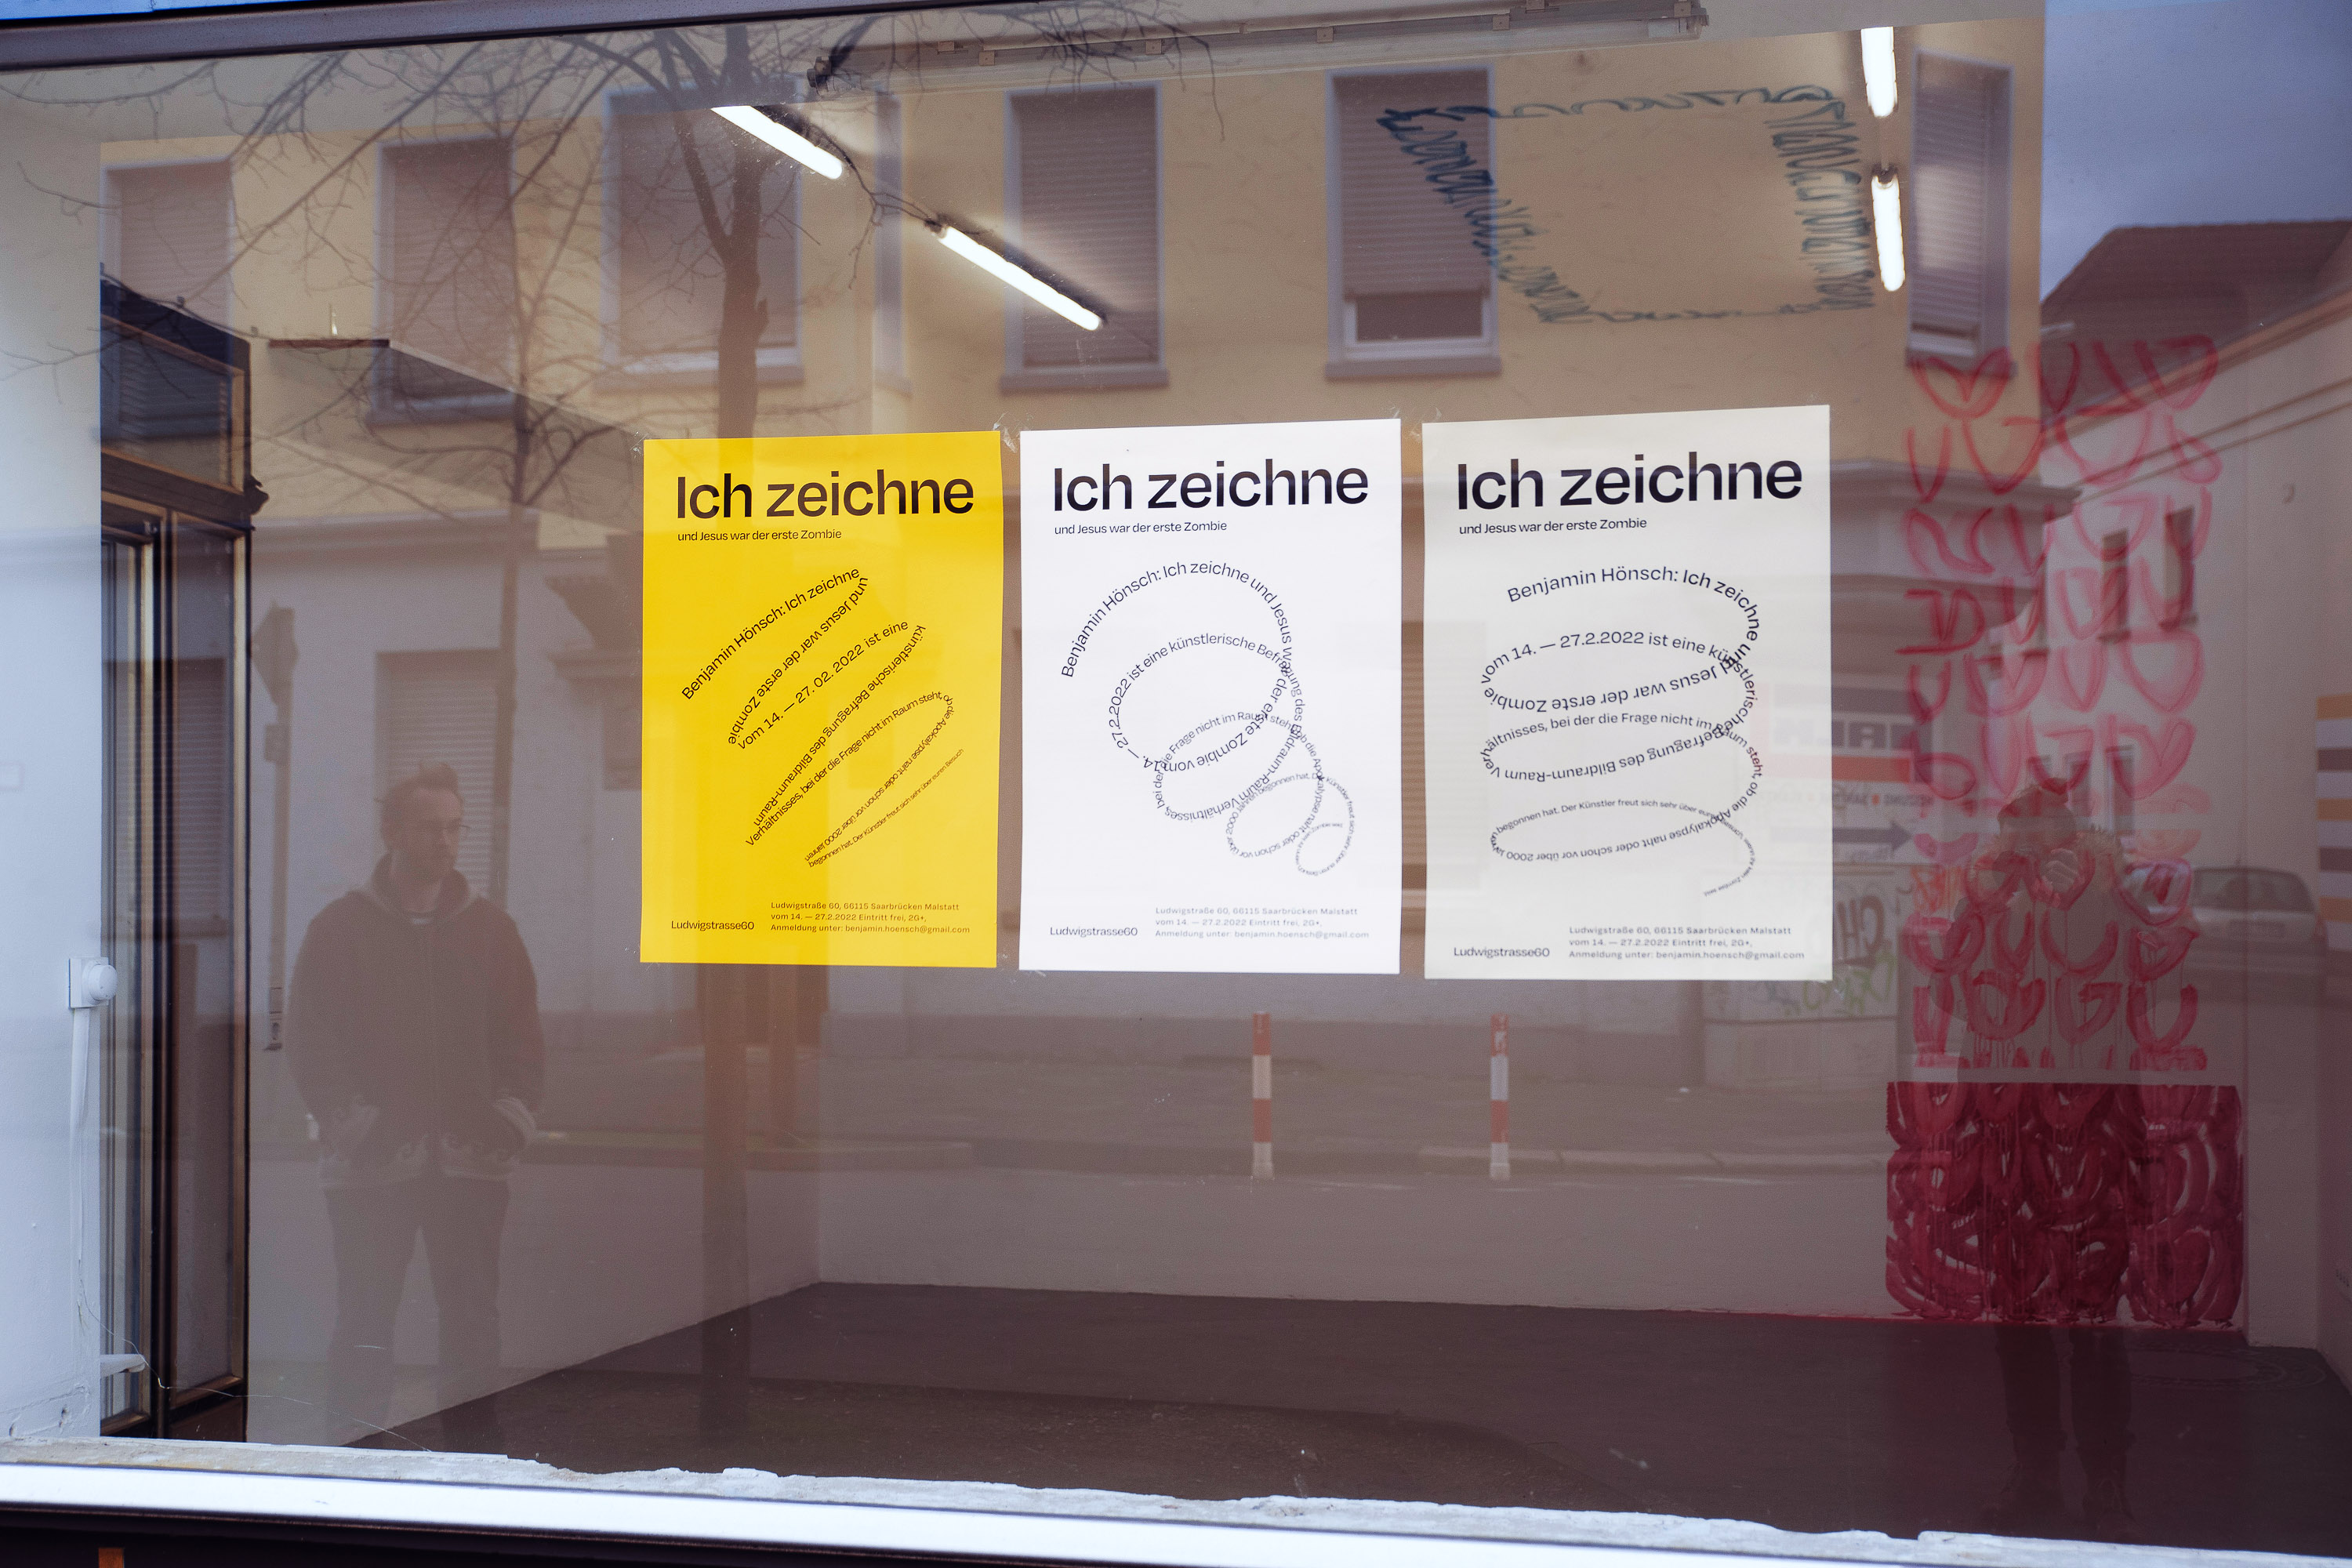 Ich zeichne
und Jesus war der erste Zombie
Benjamin Hönsch: Ich zeichne
und Jesus war der erste Zombie
vom 14. — 27. 02. 2022 ist eine
künstlerische Befragung des Bildraum-Raum
Verhältnisses, bei der die Frage nicht im Raum steht,
ob die Apokalypse naht oder schon vor über 2000 Jahren
begonnen hat. Der Künstler freut sich sehr über euren Besuch
Ludwigstrasse60
Ludwigstraße 60, 66115 Saarbrücken Malstatt
vom 14. — 27.2.2022 Eintritt frei, 2G+,
Anmeldung unter: benjamin.hoensch@gmail.com
Ich zeichne
und Jesus war der erste Zombie
Benjamin Hönsch: Ich zeichne und Jesus war der erste Zombie vom 14. — 27.2.2022 ist eine künstlerische Befragung des Bildraum-Raum Verhältnisses, bei der die Frage nicht im Raum steht, ob die Apokalypse naht oder schon vor über 2000 Jahren begonnen hat. Der Künstler freut sich sehr über euren Besuch
Ludwigstrasse60
Ludwigstraße 60, 66115 Saarbrücken Malstatt
vom 14. — 27.2.2022 Eintritt frei, 2G+,
Anmeldung unter: benjamin.hoensch@gmail.com
Ich zeichne
und Jesus war der erste Zombie
Benjamin Hönsch: Ich zeichne und Jesus war der erste Zombie
vom 14. — 27.2.2022 ist eine künstlerische Befragung des Bildraum-Raum
Verhältnisses, bei der die Frage nicht im Raum steht, ob die Apokalypse naht oder schon vor über 2000 Jahren
begonnen hat. Der Künstler freut sich sehr über euren Besuch
Ludwigstrasse60
Ludwigstraße 60, 66115 Saarbrücken Malstatt
vom 14. — 27.2.2022 Eintritt frei, 2G+,
Anmeldung unter: benjamin.hoensch@gmail.com